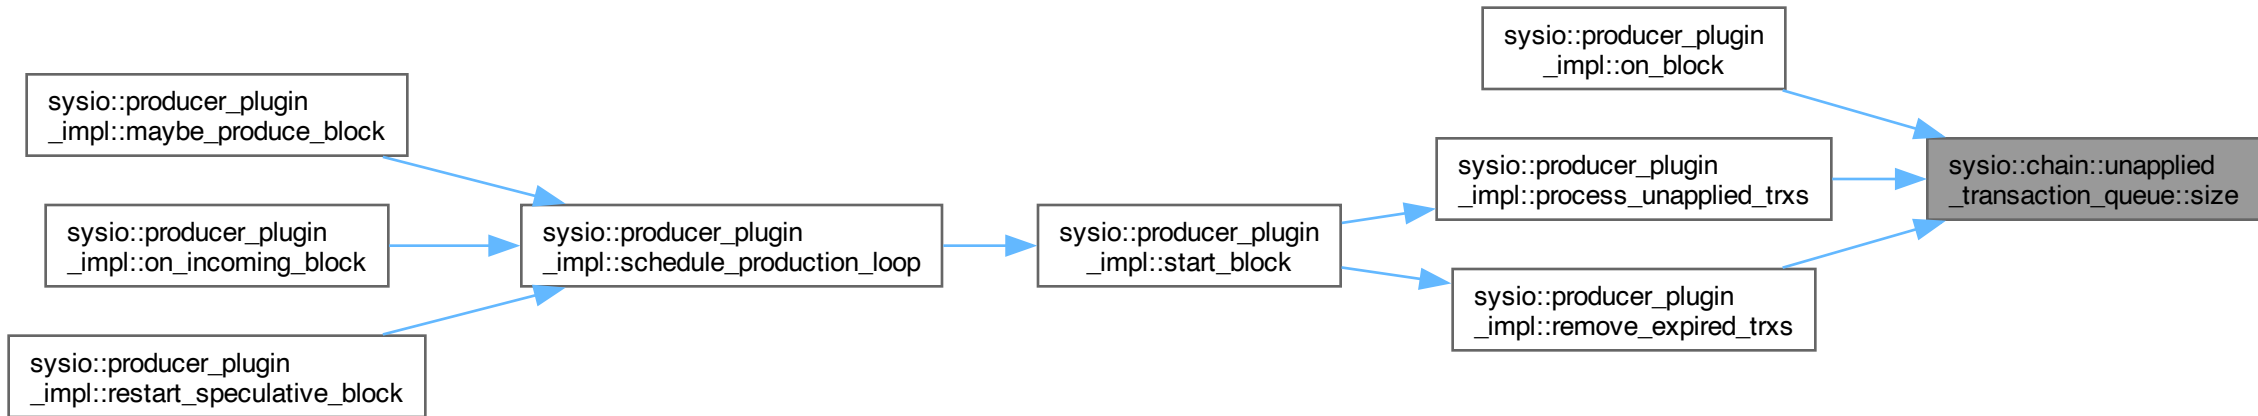 sysio::producer_plugin
_impl::maybe_produce_block
sysio::producer_plugin
_impl::on_incoming_block
sysio::producer_plugin
_impl::restart_speculative_block
sysio::producer_plugin
_impl::schedule_production_loop
sysio::producer_plugin
_impl::start_block
sysio::producer_plugin
_impl::on_block
sysio::producer_plugin
_impl::process_unapplied_trxs
sysio::producer_plugin
_impl::remove_expired_trxs
sysio::chain::unapplied
_transaction_queue::size